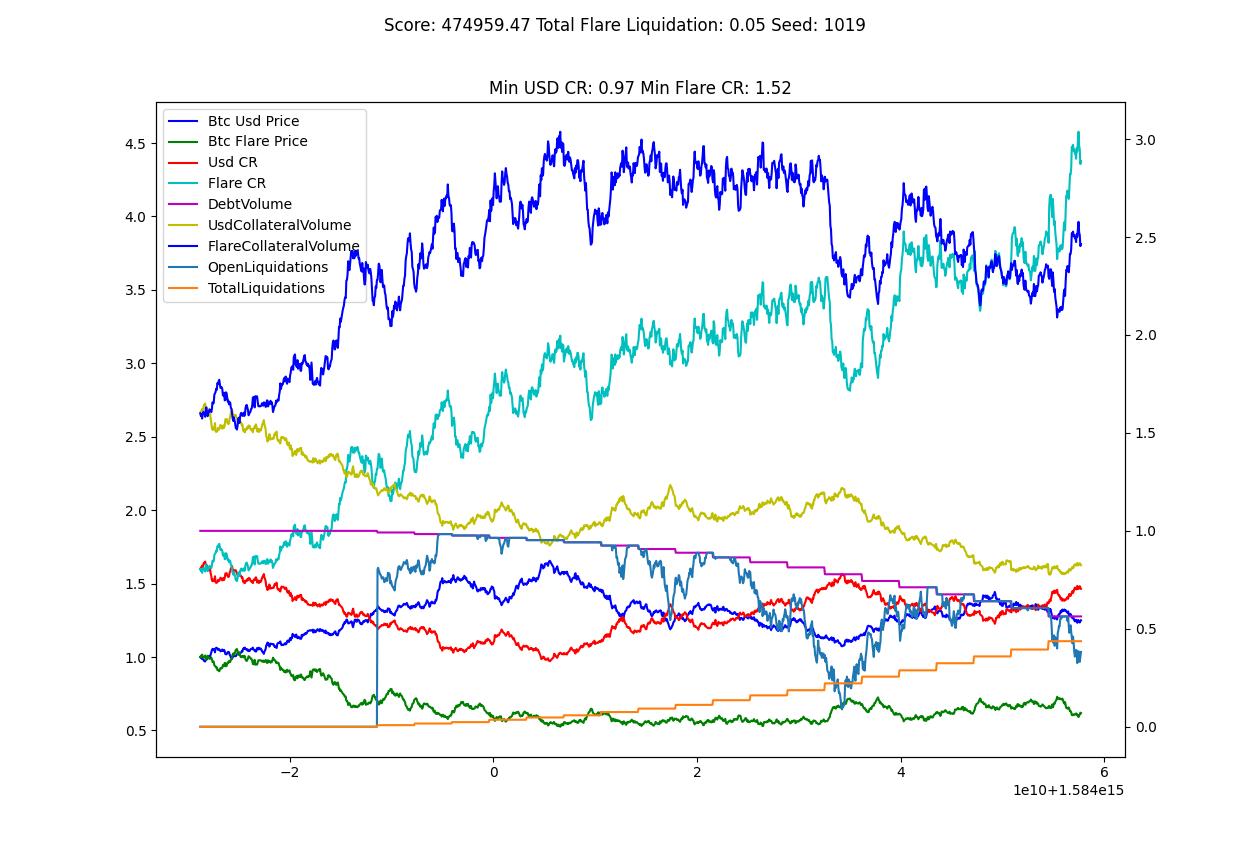 Score: 474959.47 Total Flare Liquidation: 0.05 Seed: 1019
Min USD CR: 0.97 Min Flare CR: 1.52
Btc Usd Price
Btc Flare Price
Usd CR
Flare CR
DebtVolume
UsdCollateralVolume
FlareCollateralVolume
OpenLiquidations
TotalLiquidations
4.5
4.0
3.5
3.0
2.5
2.0
1.5
1.0
0.5
3.0
2.5
2.0
1.5
1.0
0.5
0.0
−2 0 2 4 6
1e10+1.584e15